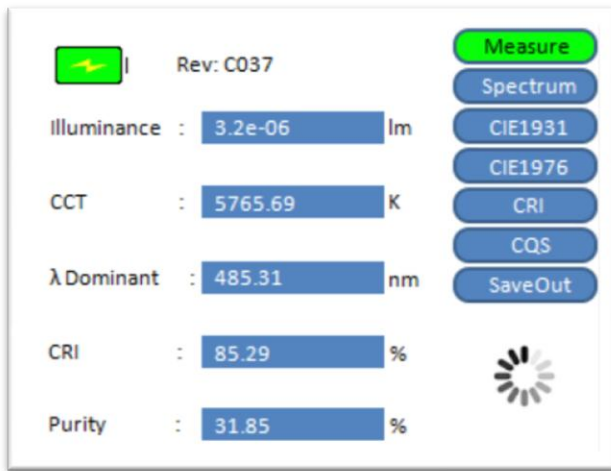 Rev: C037
Measure
Spectrum
Illuminance : 3.2e-06 lm
CIE1931
CIE1976
CCT : 5765.69 K
CRI
CQS
λ Dominant : 485.31 nm
SaveOut
CRI : 85.29 %
Purity : 31.85 %